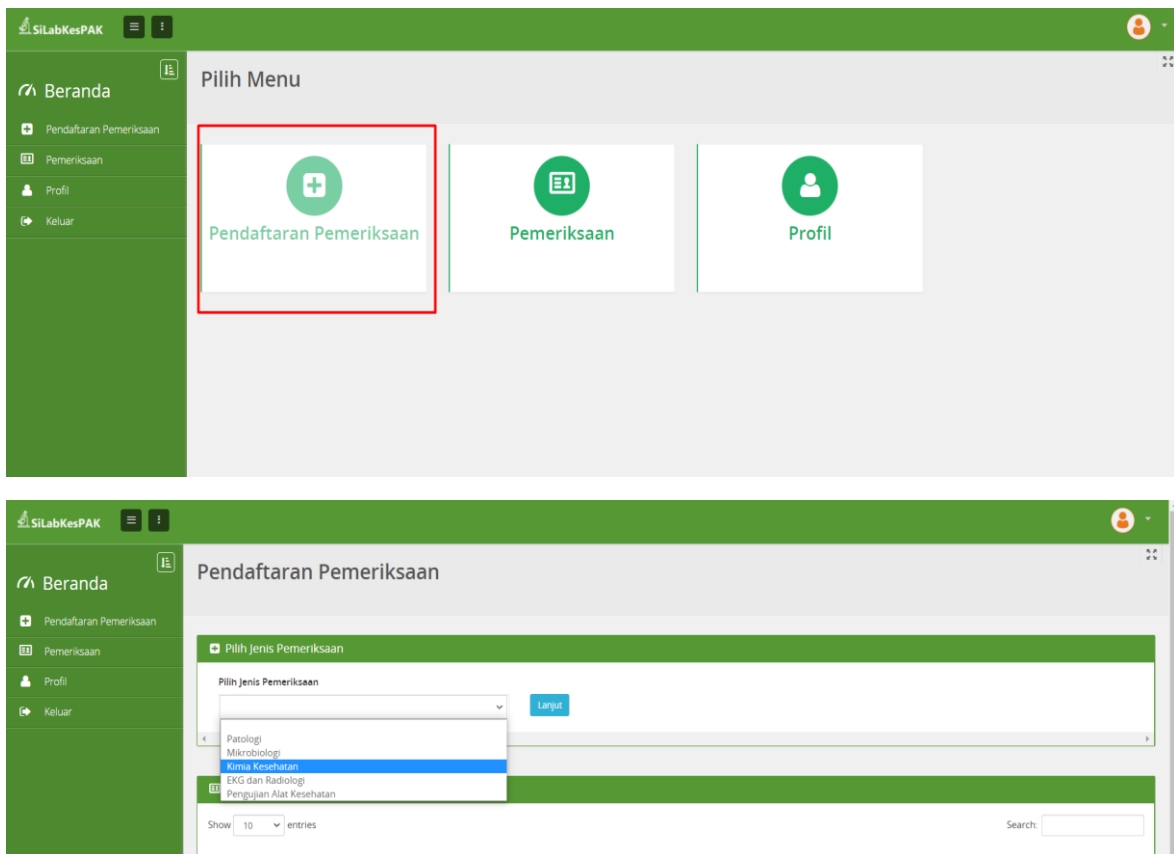 SiLabKesPAK
Beranda
Pendaftaran Pemeriksaan
Pemeriksaan
Profil
Keluar
Pilih Menu
Pendaftaran Pemeriksaan
Pemeriksaan
Profil
SiLabKesPAK
Beranda
Pendaftaran Pemeriksaan
Pemeriksaan
Profil
Keluar
Pendaftaran Pemeriksaan
Pilih Jenis Pemeriksaan
Pilih Jenis Pemeriksaan
Lanjut
Patologi
Mikrobiologi
Kimia Kesehatan
EKG dan Radiologi
Pengujian Alat Kesehatan
Show 10 entries
Search: